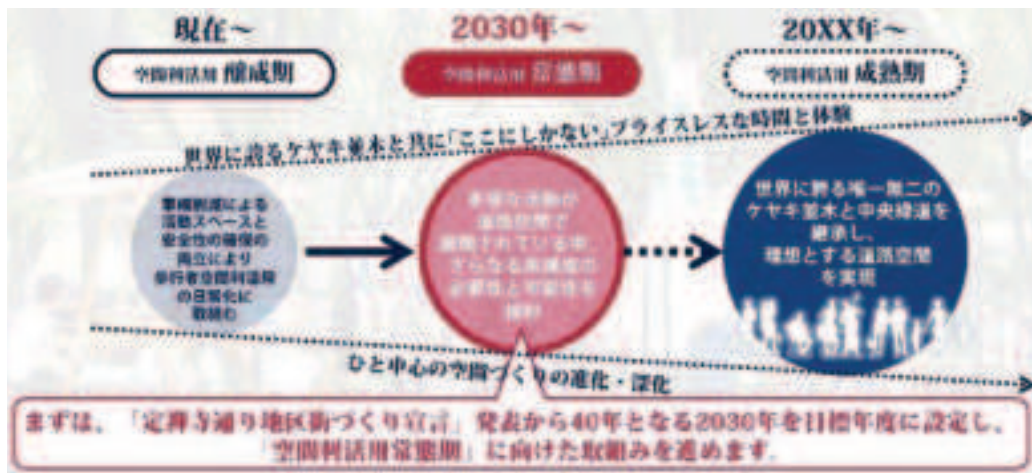 現在～
空間利活用 醸成期
2030年～
空間利活用 常態期
20XX年～
空間利活用 成熟期
世界に誇るケヤキ並木と共に「ここにしかない」プライスレスな時間と体験
車線削減による
活動スペースと
安全性の確保の
両立により
歩行者空間利活用
の日常化に
取組む
多様な活動が
道路空間で
展開されている中、
さらなる
必要性と可能性を
検討
世界に誇る唯一無二の
ケヤキ並木と中央緑道を
継承し、
理想とする道路空間
を実現
ひと中心の空間づくりの進化・深化
まずは、「定禅寺通り地区街づくり宣言」発表から40年となる2030年を目標年度に設定し、
「空間利活用常態期」に向けた取組みを進めます.